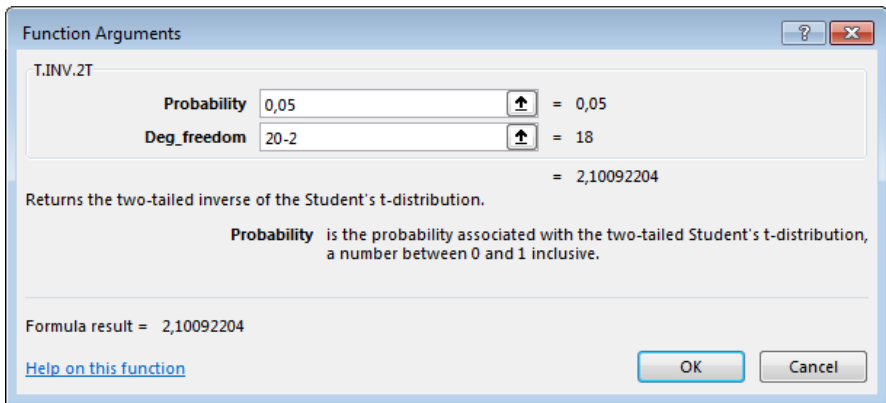 Function Arguments
T.INV.2T
Probability 0,05 = 0,05
Deg_freedom 20-2 = 18
= 2,10092204
Returns the two-tailed inverse of the Student's t-distribution.
Probability is the probability associated with the two-tailed Student's t-distribution,
a number between 0 and 1 inclusive.
Formula result = 2,10092204
Help on this function OK Cancel